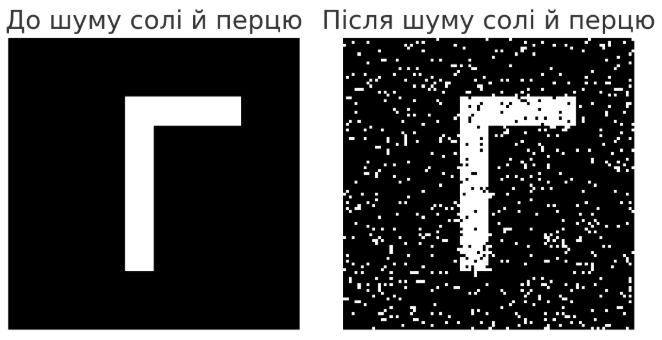 До шуму солі й перцю
Після шуму солі й перцю
Г
Г